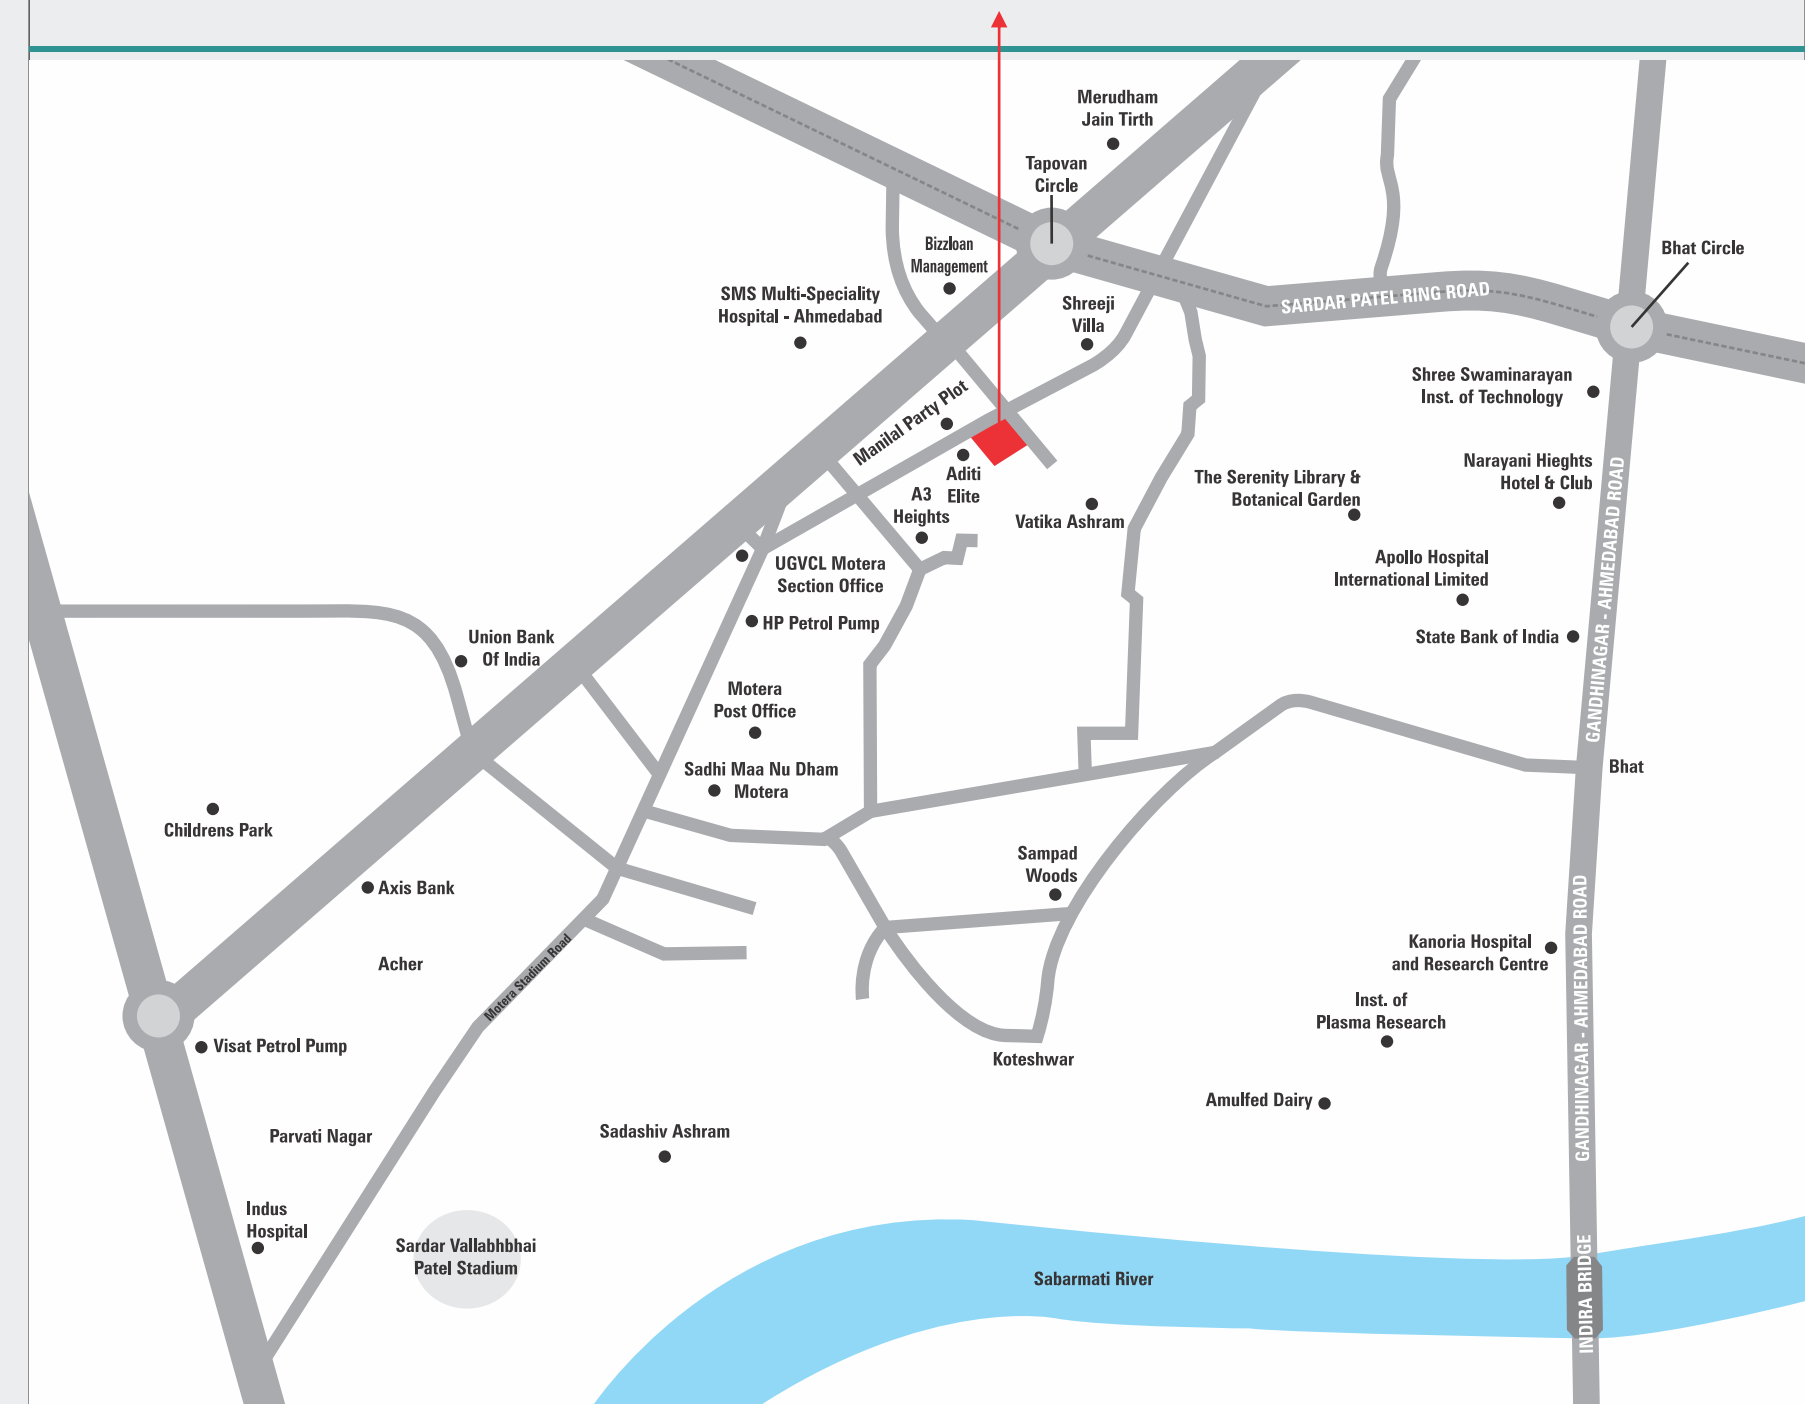 Merudham
Jain Tirth
Tapovan
Circle
Bizzloan
Management
Bhat Circle
SMS Multi-Speciality
Hospital - Ahmedabad
Shreeji
Villa
SARDAR PATEL RING ROAD
Shree Swaminarayan
Inst. of Technology
Manilal Party Plot
Aditi
Elite
A3
Heights
Vatika Ashram
The Serenity Library &
Botanical Garden
Narayani Hieghts
Hotel & Club
GANDHINAGAR - AHMEDABAD ROAD
UGVCL Motera
Section Office
Apollo Hospital
International Limited
HP Petrol Pump
State Bank of India
Union Bank
Of India
Motera
Post Office
Sadhi Maa Nu Dham
Motera
Bhat
Childrens Park
Sampad
Woods
Axis Bank
GANDHINAGAR - AHMEDABAD ROAD
Acher
Motera Stadium Road
Kanoria Hospital
and Research Centre
Inst. of
Plasma Research
Visat Petrol Pump
Koteshwar
Amulfed Dairy
Parvati Nagar
Sadashiv Ashram
Indus
Hospital
Sardar Vallabhbhai
Patel Stadium
Sabarmati River
INDIRA BRIDGE